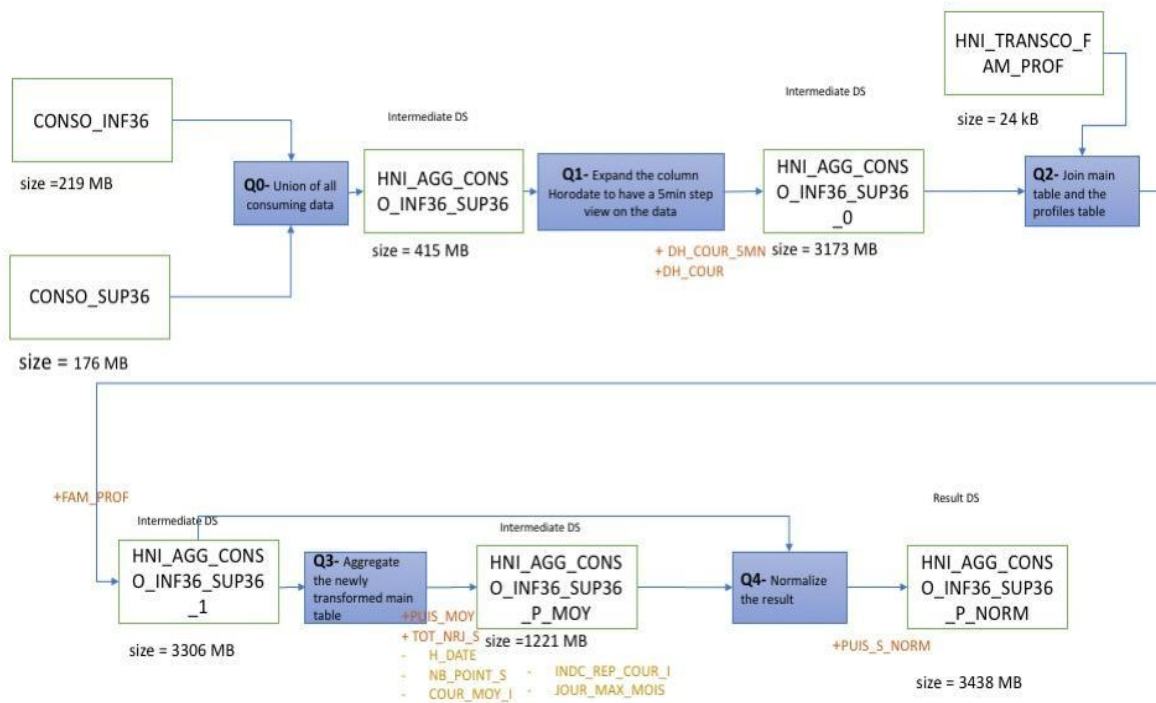 HNI_TRANSCO_F
AM_PROF
size = 24 kB
CONSO_INF36
size =219 MB
CONSO_SUP36
size = 176 MB
Q0- Union of all
consuming data
Intermediate DS
HNI_AGG_CONS
O_INF36_SUP36
size = 415 MB
Q1- Expand the column
Horodate to have a 5min step
view on the data
+ DH_COUR_5MN
+DH_COUR
Intermediate DS
HNI_AGG_CONS
O_INF36_SUP36
_0
size = 3173 MB
Q2- Join main
table and the
profiles table
+FAM_PROF
Intermediate DS
HNI_AGG_CONS
O_INF36_SUP36
_1
size = 3306 MB
Q3- Aggregate
the newly
transformed main
table
+PUIS_MOY
+ TOT_NRJ_S
- H_DATE
- NB_POINT_S
- COUR_MOY_I
- INDC_REP_COUR_I
- JOUR_MAX_MOIS
Intermediate DS
HNI_AGG_CONS
O_INF36_SUP36
_P_MOY
size =1221 MB
Q4- Normalize
the result
+PUIS_S_NORM
Result DS
HNI_AGG_CONS
O_INF36_SUP36
_P_NORM
size = 3438 MB